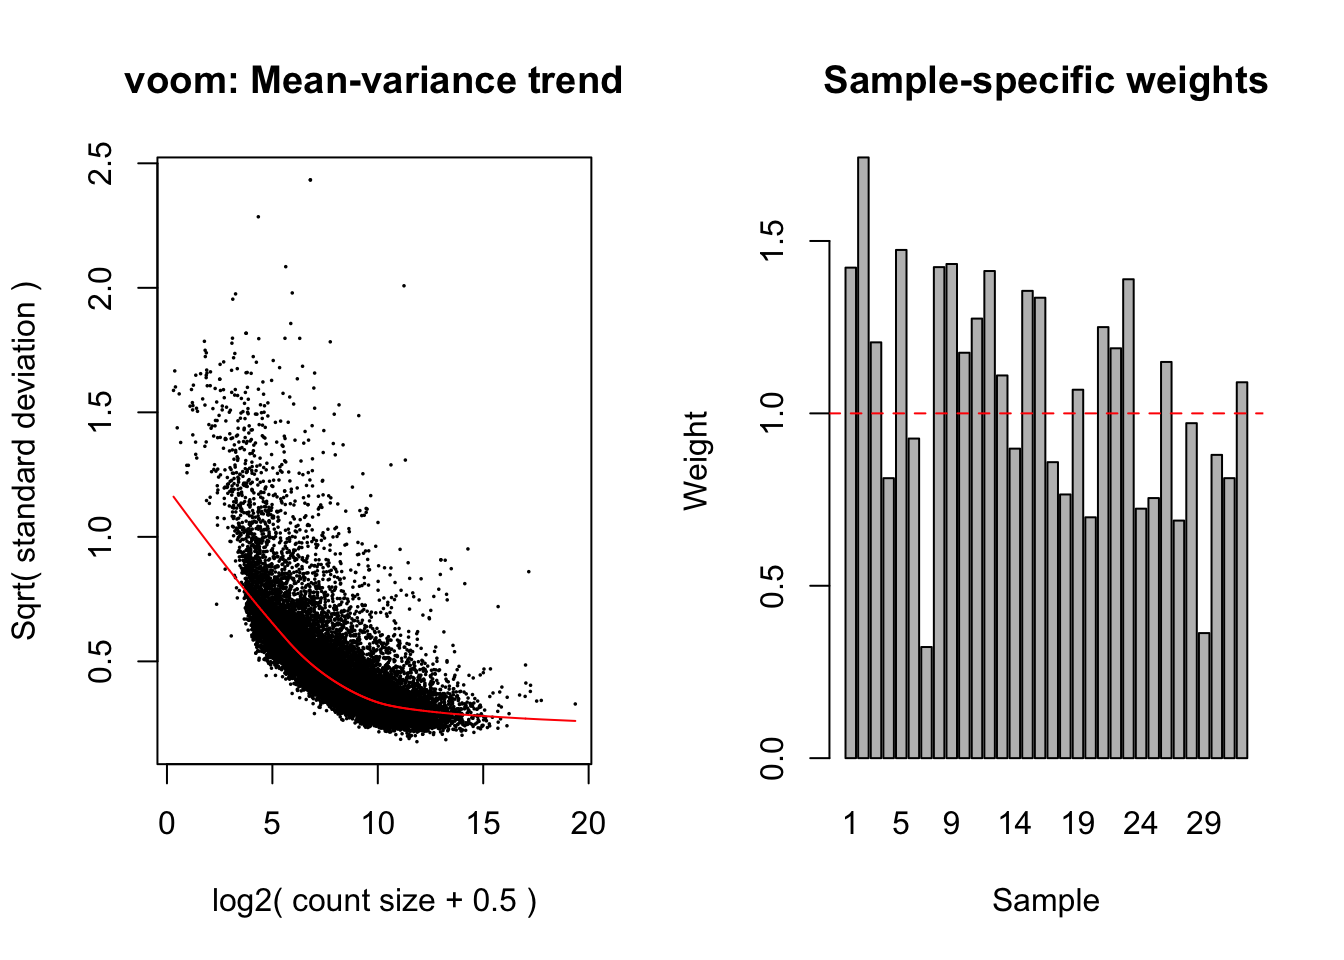 voom: Mean-variance trend
Sqrt( standard deviation )
2.5
2.0
1.5
1.0
0.5
0 5 10 15 20
log2( count size + 0.5 )
Sample-specific weights
Weight
1.5
1.0
0.5
0.0
1 5 9 14 19 24 29
Sample